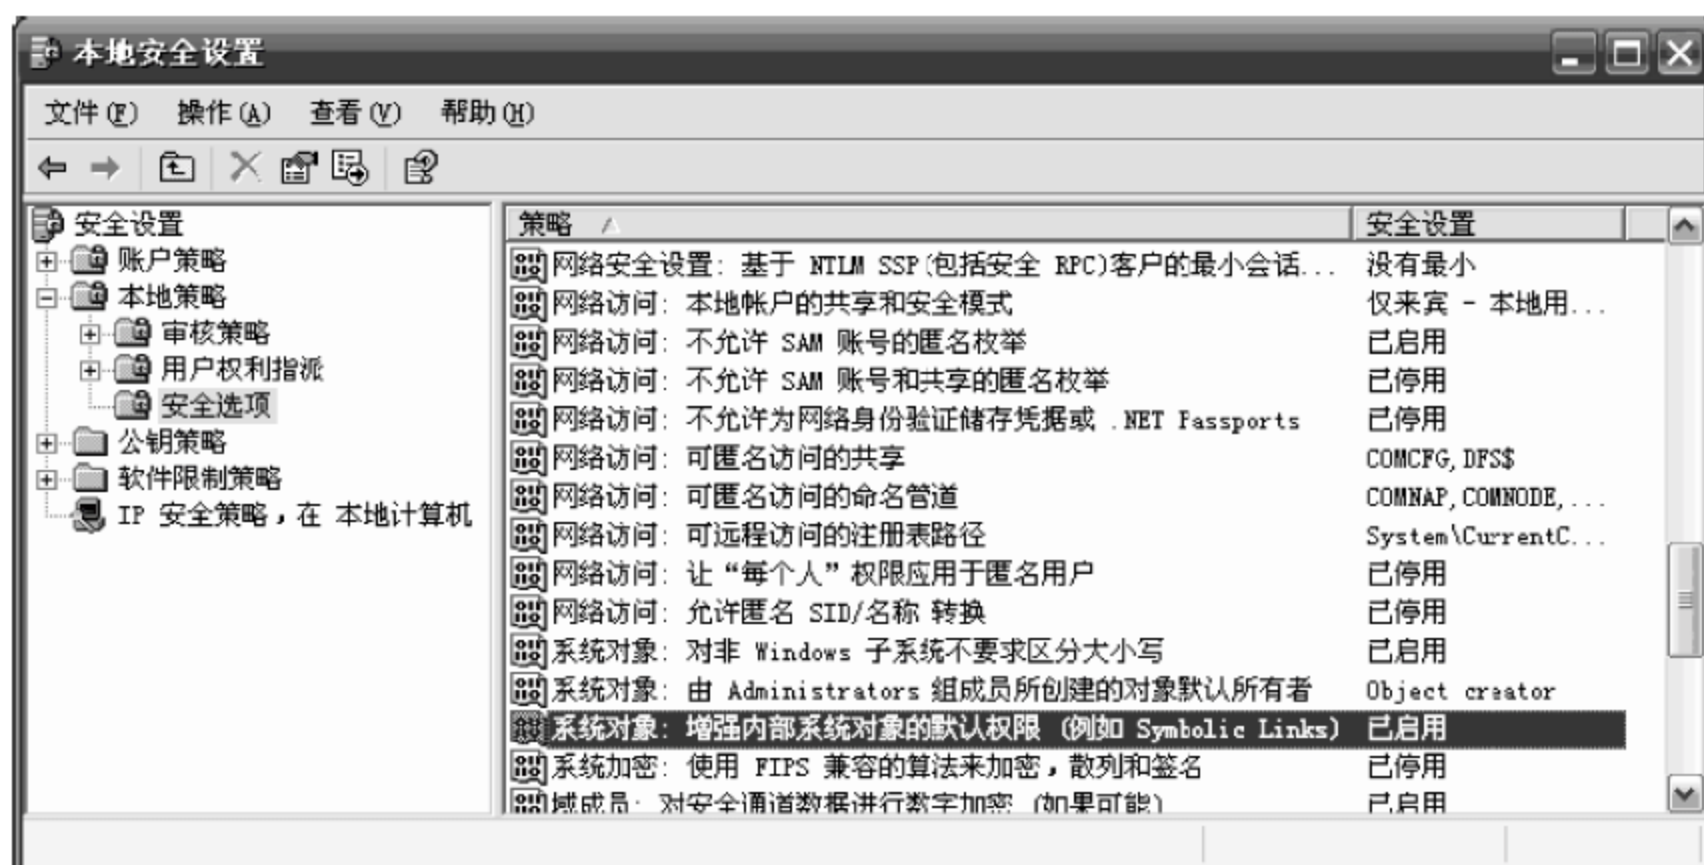 本地安全设置
文件(F) 操作(A) 查看(V) 帮助(H)
安全设置
账户策略
本地策略
审核策略
用户权利指派
安全选项
公钥策略
软件限制策略
IP 安全策略，在 本地计算机
策略 安全设置
网络安全设置: 基于 NTLM SSP(包括安全 RPC)客户的最小会话... 没有最小
网络访问: 本地帐户的共享和安全模式 仅来宾 - 本地用...
网络访问: 不允许 SAM 账号的匿名枚举 已启用
网络访问: 不允许 SAM 账号和共享的匿名枚举 已停用
网络访问: 不允许为网络身份验证储存凭据或 .NET Passports 已停用
网络访问: 可匿名访问的共享 COMCFG,DFS$
网络访问: 可匿名访问的命名管道 COMNAP,COMNODE,...
网络访问: 可远程访问的注册表路径 System\CurrentC...
网络访问: 让“每个人”权限应用于匿名用户 已停用
网络访问: 允许匿名 SID/名称 转换 已停用
系统对象: 对非 Windows 子系统不要求区分大小写 已启用
系统对象: 由 Administrators 组成员所创建的对象默认所有者 Object creator
系统对象: 增强内部系统对象的默认权限 (例如 Symbolic Links) 已启用
系统加密: 使用 FIPS 兼容的算法来加密，散列和签名 已停用
域成员: 对安全通道数据进行数字加密 (如果可能) 已启用